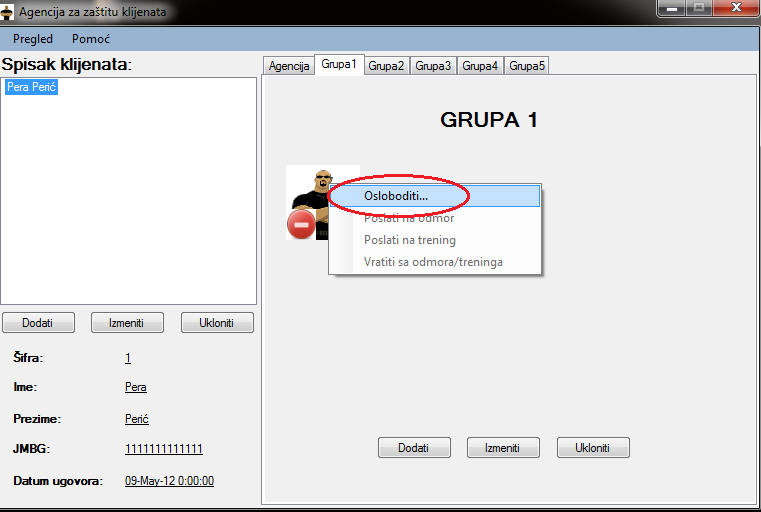 Agencija za zaštitu klijenata
Pregled Pomoć
Spisak klijenata:
Pera Perić
Dodati Izmeniti Ukloniti
Šifra: 1
Ime: Pera
Prezime: Perić
JMBG: 1111111111111
Datum ugovora: 09-May-12 0:00:00
Agencija Grupa1 Grupa2 Grupa3 Grupa4 Grupa5
GRUPA 1
Osloboditi...
Poslati na odmor
Poslati na trening
Vratiti sa odmora/treninga
Dodati Izmeniti Ukloniti